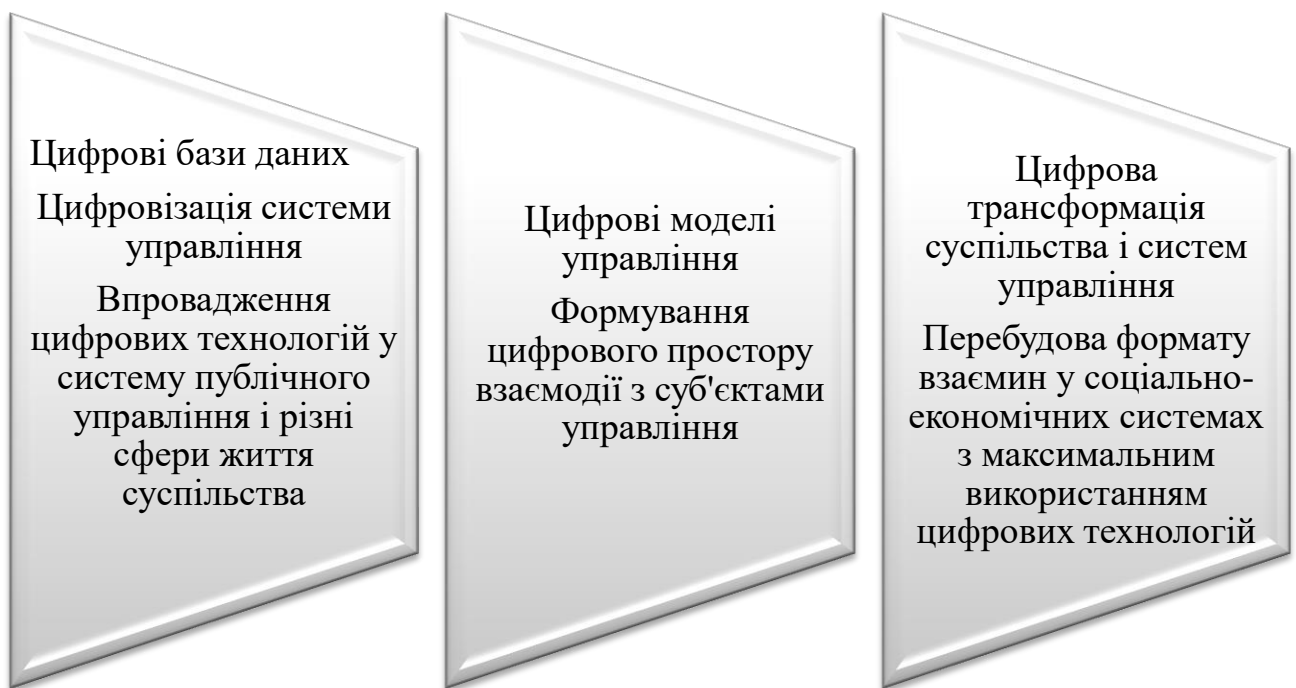 Цифрові бази даних
Цифровізація системи
управління
Впровадження
цифрових технологій у
систему публічного
управління і різні
сфери життя
суспільства
Цифрові моделі
управління
Формування
цифрового простору
взаємодії з суб'єктами
управління
Цифрова
трансформація
суспільства і систем
управління
Перебудова формату
взаємин у соціально-
економічних системах
з максимальним
використанням
цифрових технологій